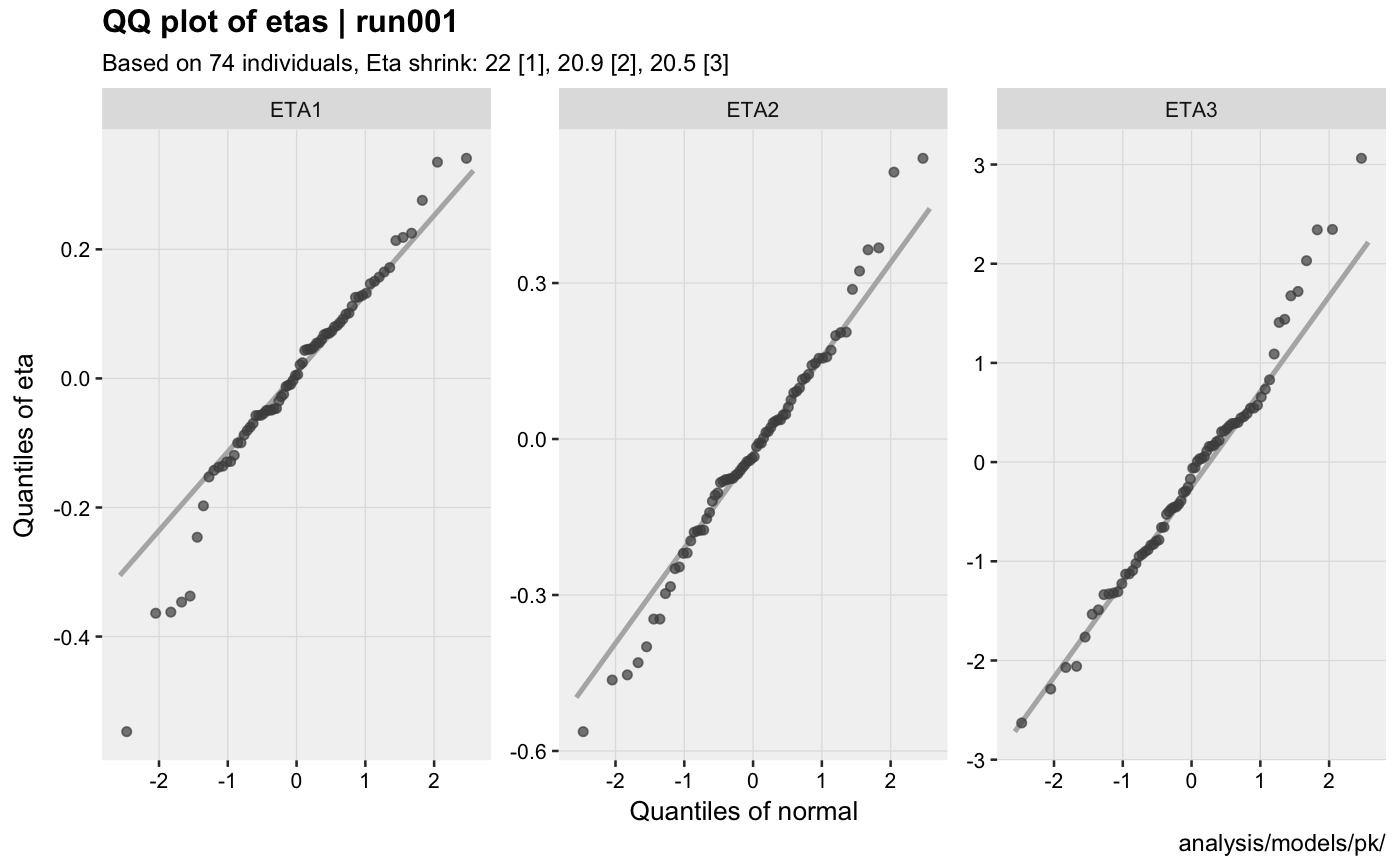 QQ plot of etas | run001
Based on 74 individuals, Eta shrink: 22 [1], 20.9 [2], 20.5 [3]
ETA1 ETA2 ETA3
Quantiles of eta
0.2
0.0
-0.2
-0.4
0.3
0.0
-0.3
-0.6
3
2
1
0
-1
-2
-3
-2 -1 0 1 2 -2 -1 0 1 2 -2 -1 0 1 2
Quantiles of normal
analysis/models/pk/